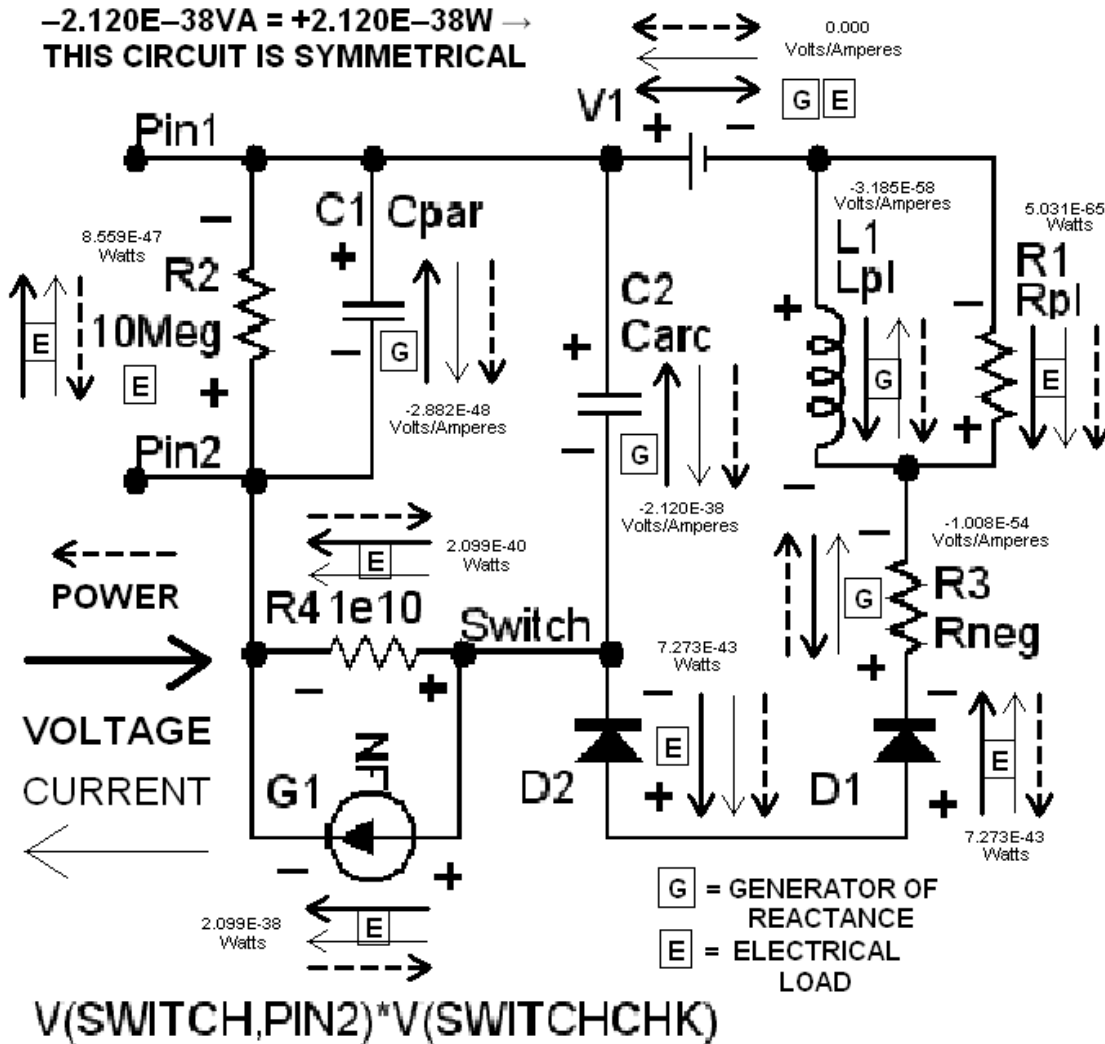 –2.120E–38VA = +2.120E–38W →
THIS CIRCUIT IS SYMMETRICAL
0.000
Volts/Amperes
G E
V1
+ –
Pin1
–
8.559E-47
Watts
R2
10Meg
E
E
+
C1
Cpar
+
–
G
-2.882E-48
Volts/Amperes
C2
Carc
+
–
G
-2.120E-38
Volts/Amperes
-3.185E-58
Volts/Amperes
L1
Lpl
+
G
–
5.031E-65
Watts
R1
Rpl
–
E
+
Pin2
POWER
E
2.099E-40
Watts
R4 1e10
– +
Switch
-1.008E-54
Volts/Amperes
–
G
R3
Rneg
+
VOLTAGE
CURRENT
G1
NF
– +
7.273E-43
Watts
–
E
D2
+
–
D1
E
+
7.273E-43
Watts
2.099E-38
Watts
E
G = GENERATOR OF
REACTANCE
E = ELECTRICAL
LOAD
V(SWITCH,PIN2)*V(SWITCHCHK)